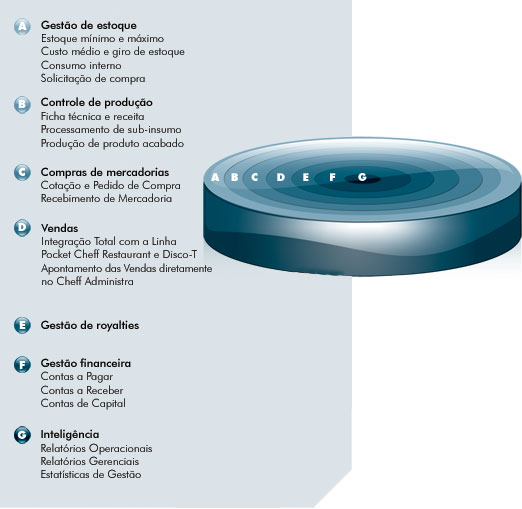 A Gestão de estoque
Estoque mínimo e máximo
Custo médio e giro de estoque
Consumo interno
Solicitação de compra
B Controle de produção
Ficha técnica e receita
Processamento de sub-insumo
Produção de produto acabado
C Compras de mercadorias
Cotação e Pedido de Compra
Recebimento de Mercadoria
D Vendas
Integração Total com a Linha
Pocket Cheff Restaurant e Disco-T
Apontamento das Vendas diretamente
no Cheff Administra
E Gestão de royalties
F Gestão financeira
Contas a Pagar
Contas a Receber
Contas de Capital
G Inteligência
Relatórios Operacionais
Relatórios Gerenciais
Estatísticas de Gestão
A B C D E F G